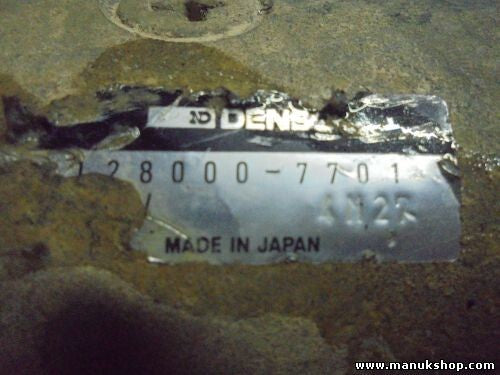 ND DENS
128000-7701
MADE IN JAPAN
www.manukshop.com